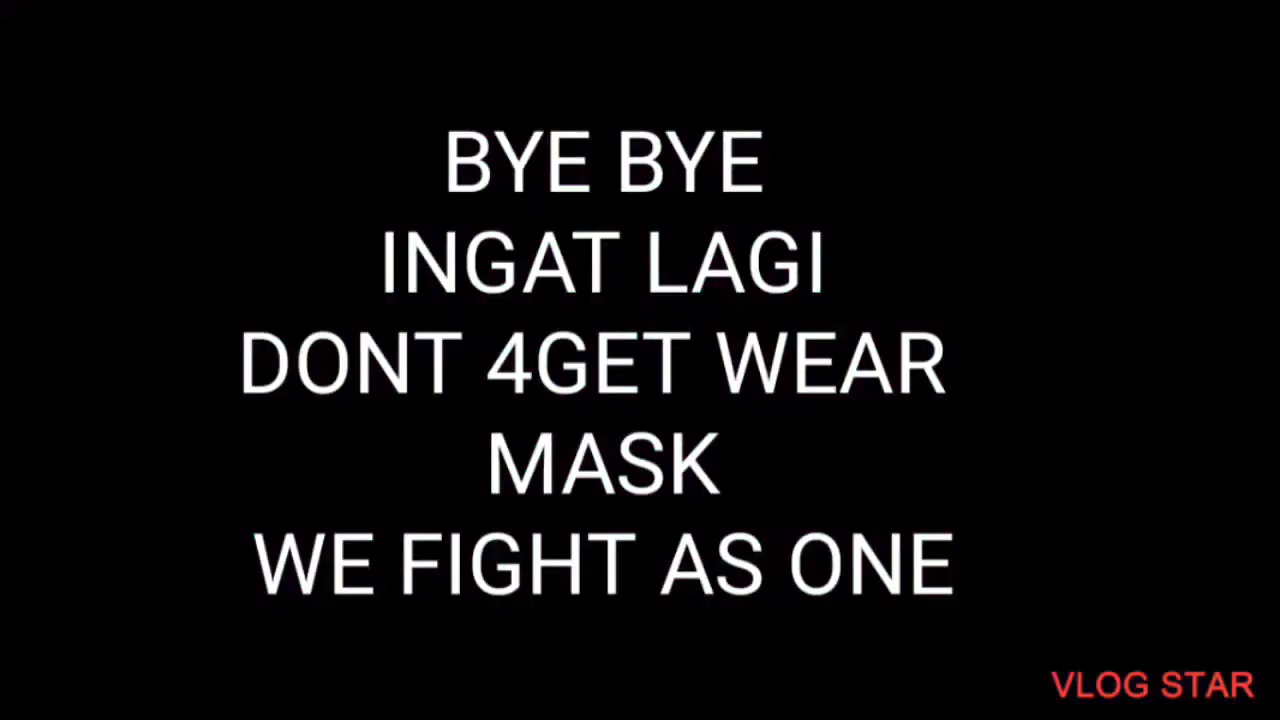 BYE BYE
INGAT LAGI
DONT 4GET WEAR
MASK
WE FIGHT AS ONE
VLOG STAR